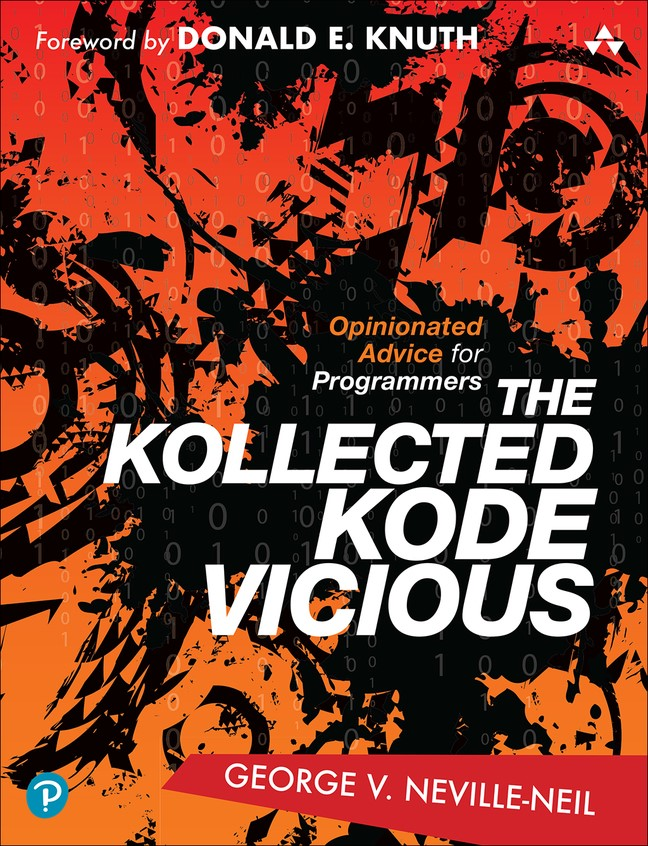 Foreword by DONALD E. KNUTH
Opinionated
Advice for
Programmers
THE
KOLLECTED
KODE
VICIOUS
GEORGE V. NEVILLE-NEIL
P